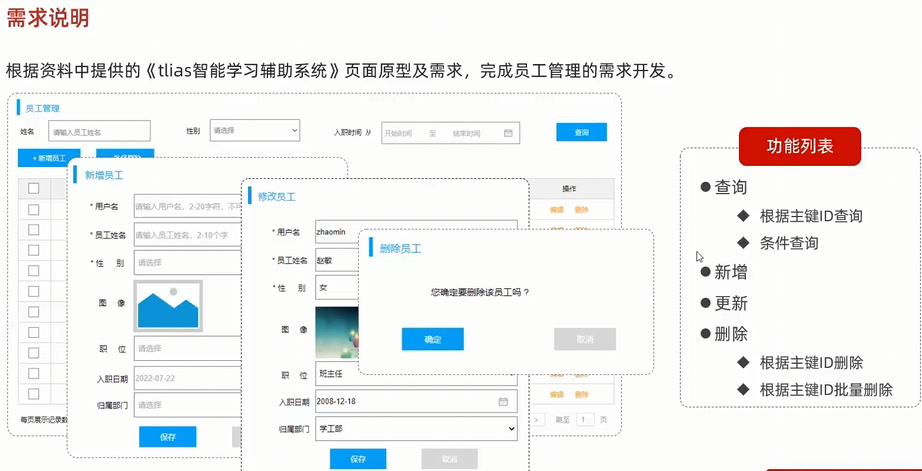 需求说明
根据资料中提供的《tlias智能学习辅助系统》页面原型及需求，完成员工管理的需求开发。
员工管理
姓名 请输入员工姓名 性别 请选择 入职时间 从 开始时间 至 结束时间 查询
+ 新增员工
操作
编辑 删除
编辑 删除
每页展示记录数
> 跳至 1 页
新增员工
* 用户名 请输入用户名，2-20字符，不可
* 员工姓名 请输入员工姓名，2-10个字
* 性 别 请选择
图 像
职 位 请选择
入职日期 2022-07-22
归属部门 请选择
保存
修改员工
* 用户名 zhaomin
* 员工姓名 赵敏
* 性 别 女
图 像
职 位 班主任
入职日期 2008-12-18
归属部门 学工部
保存 取消
删除员工
您确定要删除该员工吗？
确定 取消
功能列表
● 查询
◆ 根据主键ID查询
◆ 条件查询
● 新增
● 更新
● 删除
◆ 根据主键ID删除
◆ 根据主键ID批量删除